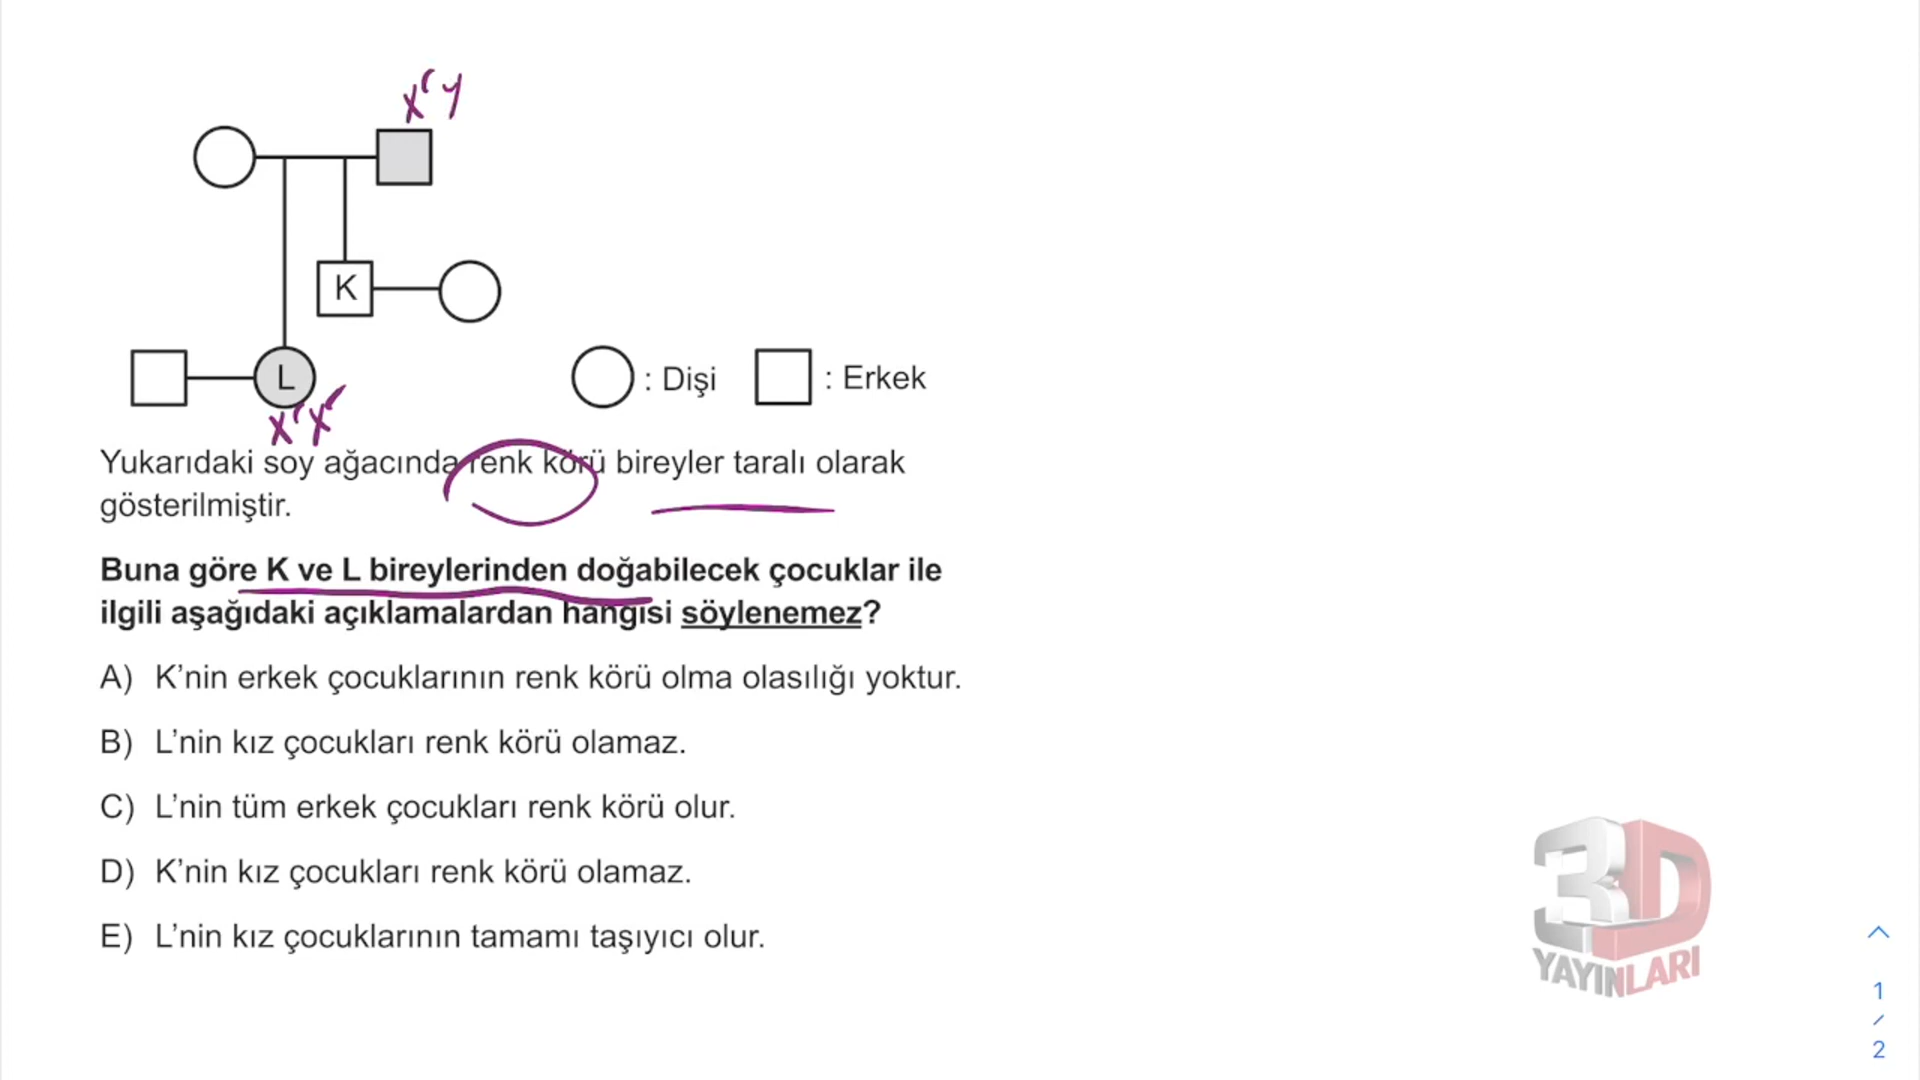 XʳY
K
L
: Dişi
: Erkek
XʳXʳ
Yukarıdaki soy ağacında renk körü bireyler taralı olarak
gösterilmiştir.
Buna göre K ve L bireylerinden doğabilecek çocuklar ile
ilgili aşağıdaki açıklamalardan hangisi söylenemez?
A) K’nin erkek çocuklarının renk körü olma olasılığı yoktur.
B) L’nin kız çocukları renk körü olamaz.
C) L’nin tüm erkek çocukları renk körü olur.
D) K’nin kız çocukları renk körü olamaz.
E) L’nin kız çocuklarının tamamı taşıyıcı olur.
3D
YAYINLARI
1
/
2